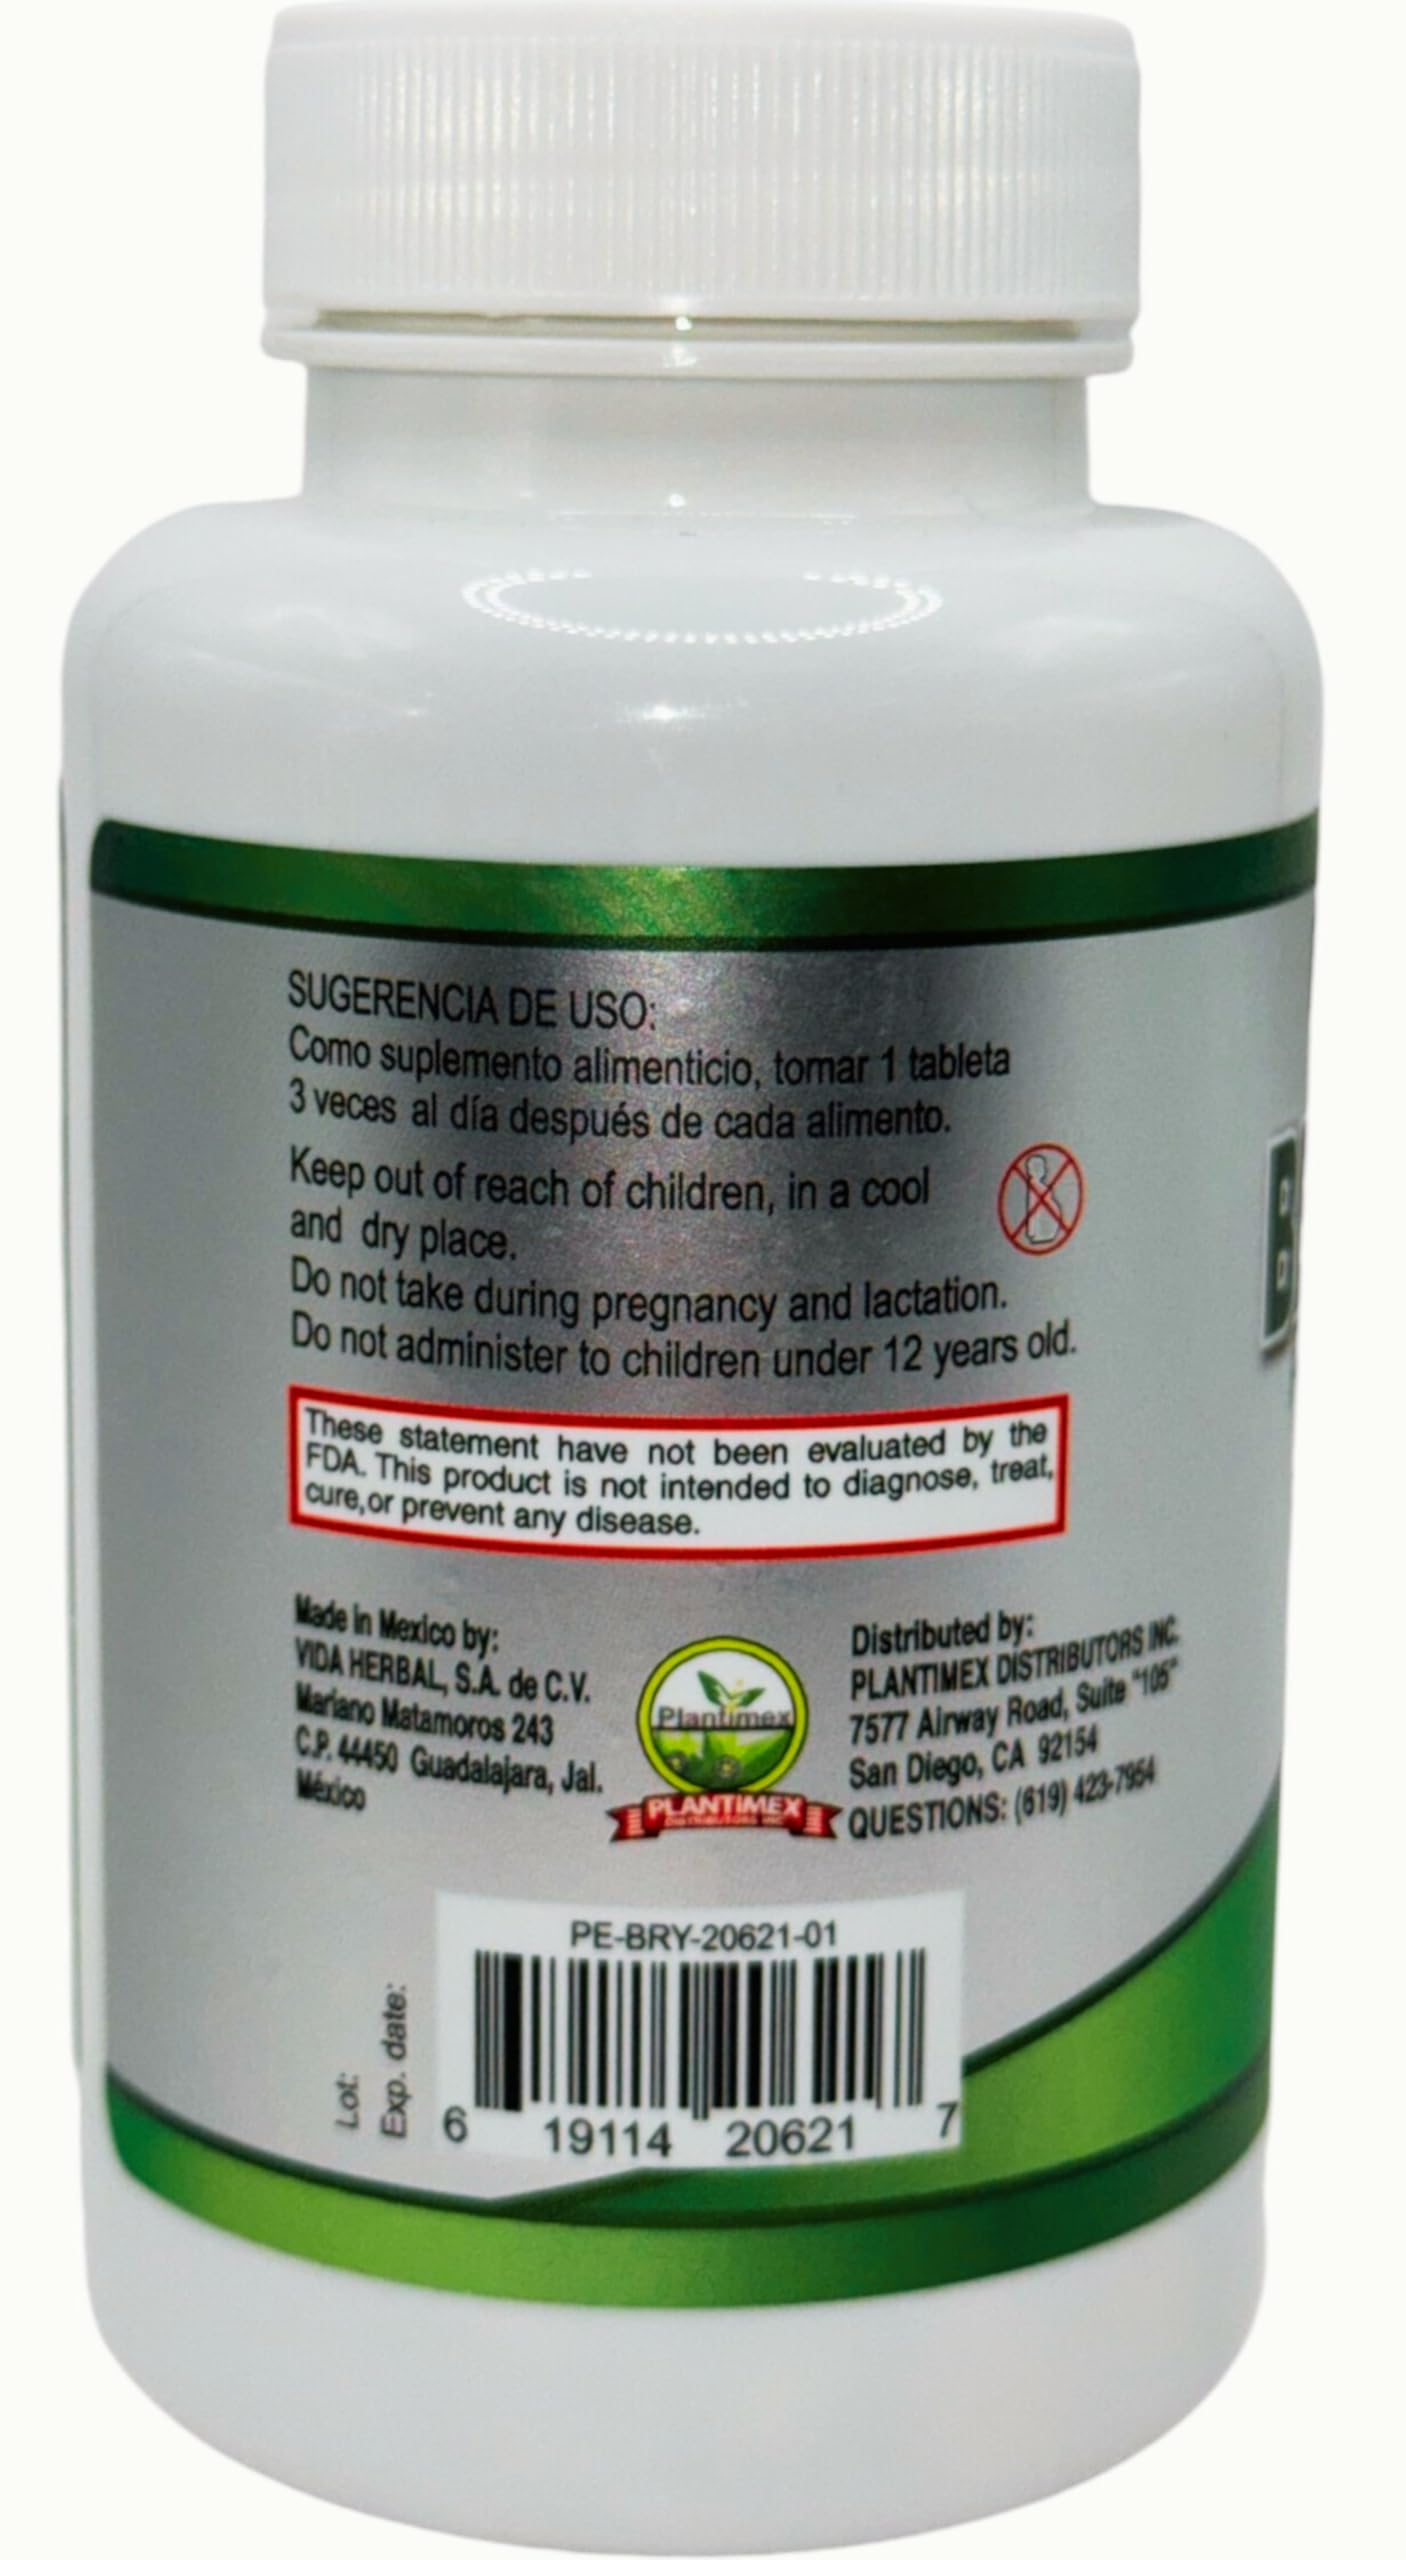 SUGERENCIA DE USO:
Como suplemento alimenticio, tomar 1 tableta
3 veces al día después de cada alimento.
Keep out of reach of children, in a cool
and dry place.
Do not take during pregnancy and lactation.
Do not administer to children under 12 years old.
These statement have not been evaluated by the
FDA. This product is not intended to diagnose, treat,
cure,or prevent any disease.
Made in Mexico by:
VIDA HERBAL, S.A. de C.V.
Mariano Matamoros 243
C.P. 44450 Guadalajara, Jal.
México
Plantimex
PLANTIMEX
DISTRIBUTORS INC
Distributed by:
PLANTIMEX DISTRIBUTORS INC.
7577 Airway Road, Suite "105"
San Diego, CA 92154
QUESTIONS: (619) 423-7954
Lot:
Exp. date:
PE-BRY-20621-01
6 19114 20621 7
B